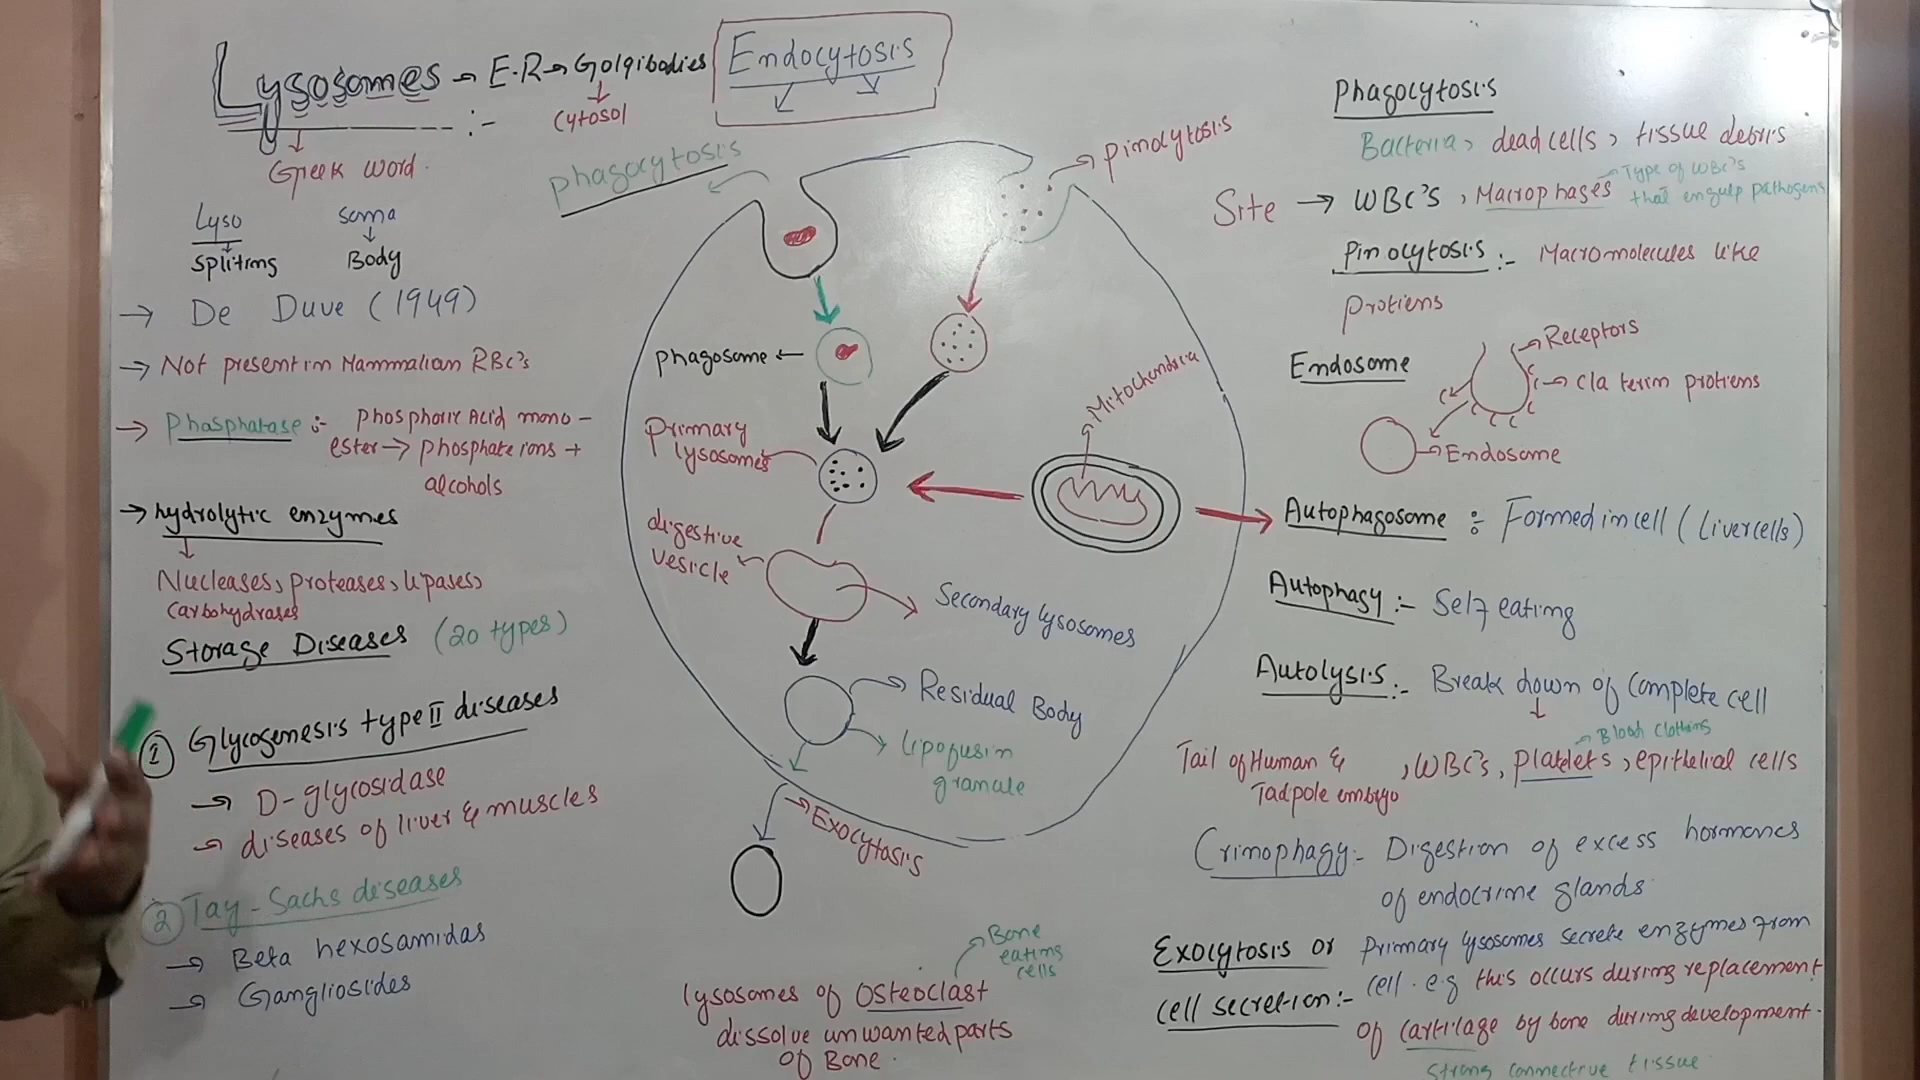 Lysosomes → E.R → Golgibodies
↓
Cytosol
:-
Greek word.
Lyso Soma
Splitting Body
→ De Duve (1949)
→ Not present in Mammalian RBC's
→ Phosphatase :- Phosphoric Acid mono-
ester → phosphate ions +
alcohols
→ hydrolytic enzymes
Nucleases, proteases, lipases,
carbohydrases
Storage Diseases (20 types)
① Glycogenesis type II diseases
→ D-glycosidase
→ diseases of liver & muscles
② Tay-Sachs diseases
→ Beta hexosamidas
→ Gangliosides
Endocytosis
phagocytosis
pinocytosis
phagosome
Mitochondria
Primary
lysosomes
digestive
vesicle
Secondary lysosomes
Residual Body
lipofusin
granule
Exocytosis
Bone
eating
cells
lysosomes of Osteoclast
dissolve unwanted parts
of Bone.
Phagocytosis
Bacteria, dead cells, tissue debris
Site → WBC'S, Macrophages
Type of WBC's
that engulp pathogens
Pinocytosis :- Macromolecules like
protiens
Receptors
Endosome
cla terin protiens
Endosome
Autophagosome : Formed in cell (Liver cells)
Autophagy :- Self eating
Autolysis :- Break down of complete cell
Blood clotting
Tail of Human & , WBC's, Platelets, epithelial cells
Tadpole embryo
Crinophagy:- Digestion of excess hormones
of endocrine glands.
Exocytosis or Primary lysosomes secrete enzymes from
cell secretion:- cell. e.g this occurs during replacement
of cartilage by bone during development.
Strong connective tissue